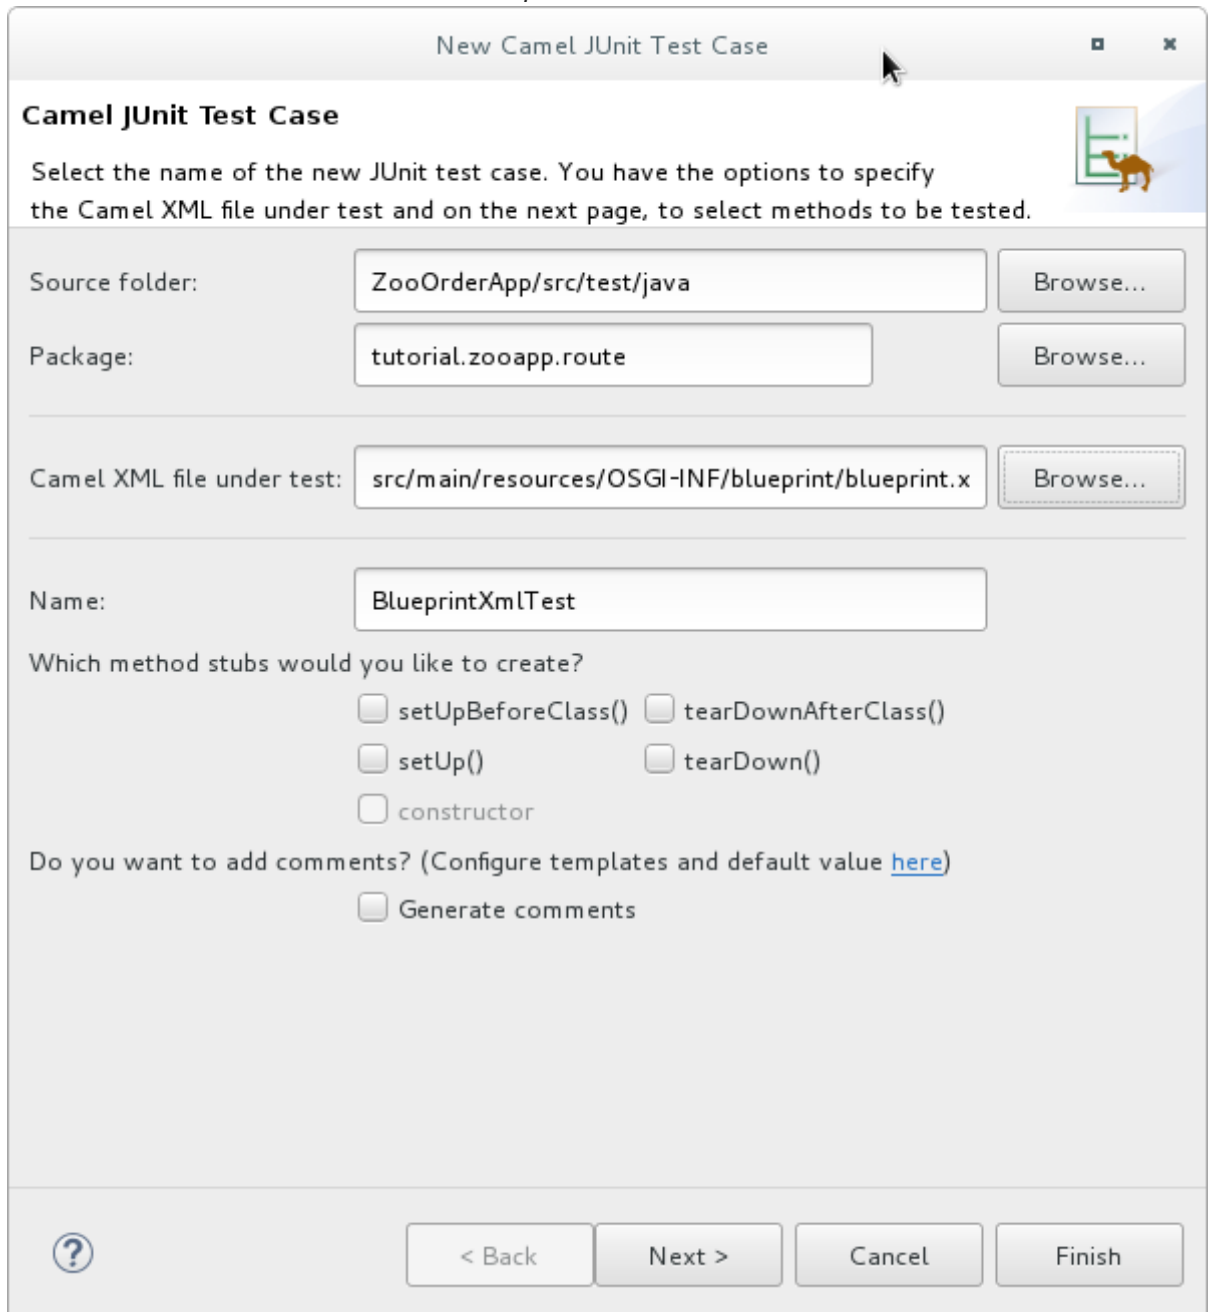 New Camel JUnit Test Case
Camel JUnit Test Case
Select the name of the new JUnit test case. You have the options to specify
the Camel XML file under test and on the next page, to select methods to be tested.
Source folder: ZooOrderApp/src/test/java Browse...
Package: tutorial.zooapp.route Browse...
Camel XML file under test: src/main/resources/OSGI-INF/blueprint/blueprint.x Browse...
Name: BlueprintXmlTest
Which method stubs would you like to create?
setUpBeforeClass() tearDownAfterClass()
setUp() tearDown()
constructor
Do you want to add comments? (Configure templates and default value here)
Generate comments
? < Back Next > Cancel Finish